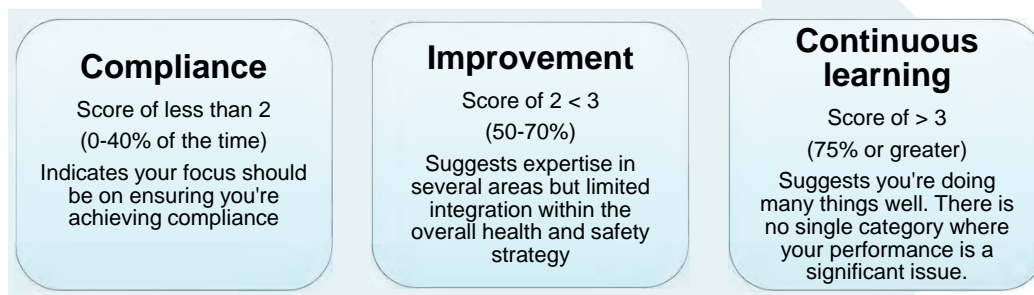 Compliance
Score of less than 2
(0-40% of the time)
Indicates your focus should
be on ensuring you're
achieving compliance
Improvement
Score of 2 < 3
(50-70%)
Suggests expertise in
several areas but limited
integration within the
overall health and safety
strategy
Continuous
learning
Score of > 3
(75% or greater)
Suggests you're doing
many things well. There is
no single category where
your performance is a
significant issue.